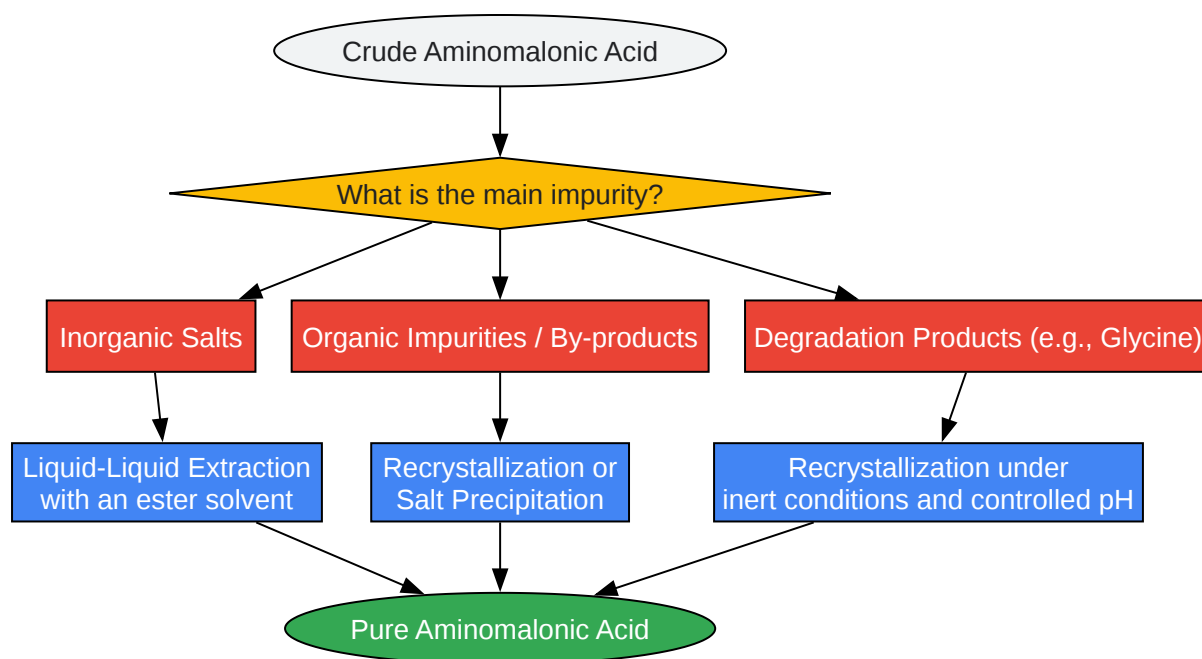 Crude Aminomalonic Acid
What is the main impurity?
Inorganic Salts
Organic Impurities / By-products
Degradation Products (e.g., Glycine)
Liquid-Liquid Extraction
with an ester solvent
Recrystallization or
Salt Precipitation
Recrystallization under
inert conditions and controlled pH
Pure Aminomalonic Acid